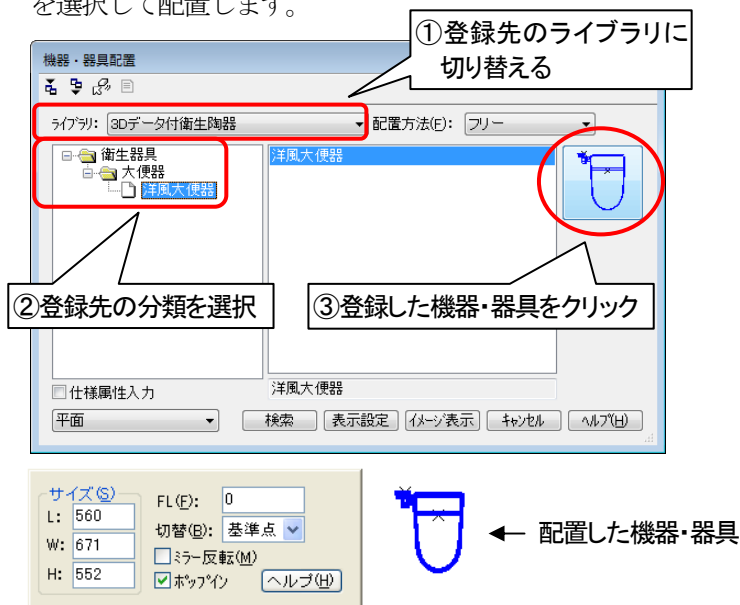 を選択して配置します。
①登録先のライブラリに
切り替える
機器・器具配置
ﾗｲﾌﾞﾗﾘ: 3Dデータ付衛生陶器 配置方法(F): フリー
衛生器具
大便器
洋風大便器
洋風大便器
②登録先の分類を選択
③登録した機器・器具をクリック
仕様属性入力
洋風大便器
平面 検索 表示設定 ｲﾒｰｼﾞ表示 ｷｬﾝｾﾙ ﾍﾙﾌﾟ(H)
サイズ(S)
L: 560
W: 671
H: 552
FL(F): 0
切替(B): 基準点
ﾐﾗｰ反転(M)
ﾎﾟｯﾌﾟｲﾝ ヘルプ(H)
← 配置した機器・器具